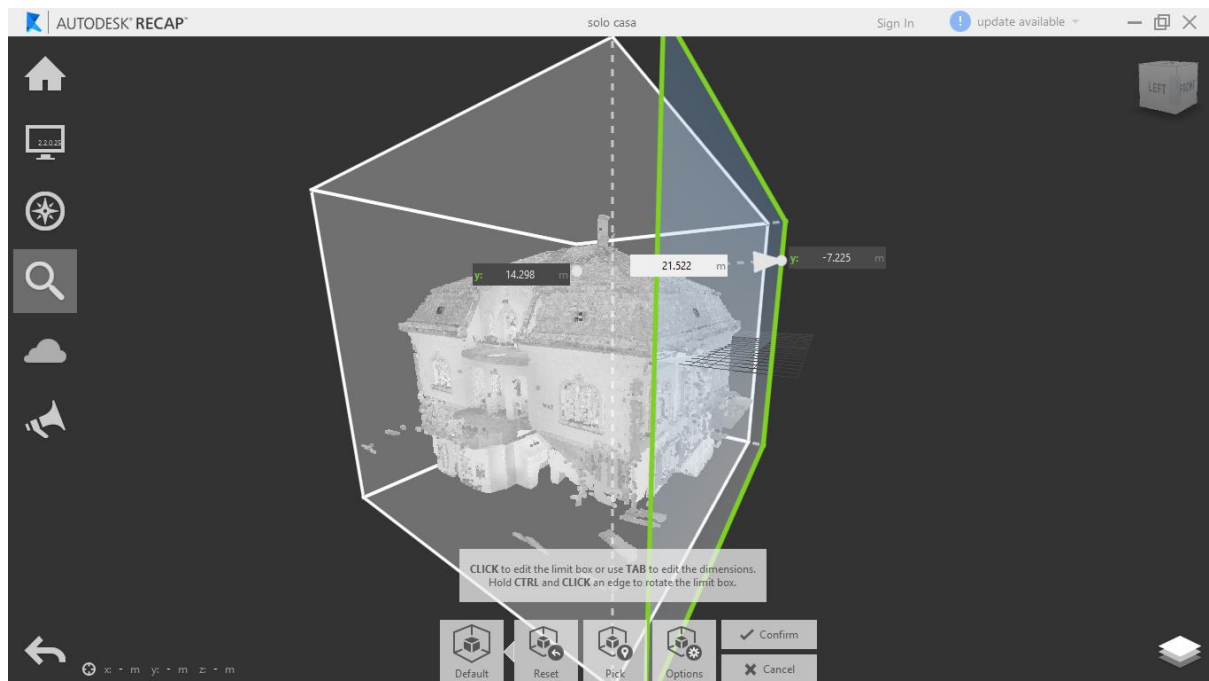 AUTODESK® RECAP™
solo casa
Sign In
! update available
LEFT FRONT
y: 14.298 m
21.522 m
y: -7.225 m
CLICK to edit the limit box or use TAB to edit the dimensions.
Hold CTRL and CLICK an edge to rotate the limit box.
Default
Reset
Pick
Options
Confirm
Cancel
x: - m y: - m z: - m